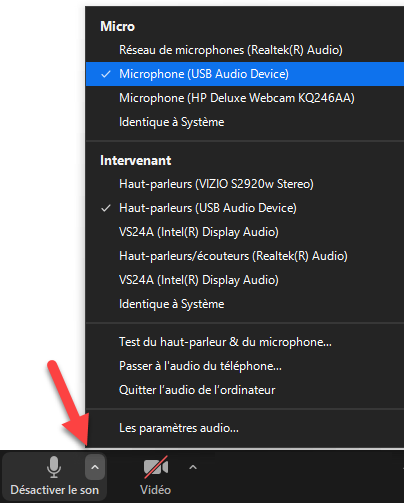 Micro
Réseau de microphones (Realtek(R) Audio)
Microphone (USB Audio Device)
Microphone (HP Deluxe Webcam KQ246AA)
Identique à Système
Intervenant
Haut-parleurs (VIZIO S2920w Stereo)
Haut-parleurs (USB Audio Device)
VS24A (Intel(R) Display Audio)
Haut-parleurs/écouteurs (Realtek(R) Audio)
VS24A (Intel(R) Display Audio)
Identique à Système
Test du haut-parleur & du microphone...
Passer à l'audio du téléphone...
Quitter l'audio de l'ordinateur
Les paramètres audio...
Désactiver le son
Vidéo